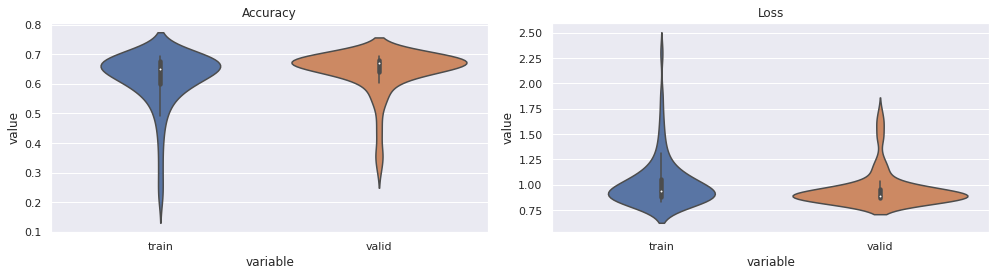 Accuracy
value
0.8
0.7
0.6
0.5
0.4
0.3
0.2
0.1
train
valid
variable
Loss
value
2.50
2.25
2.00
1.75
1.50
1.25
1.00
0.75
train
valid
variable